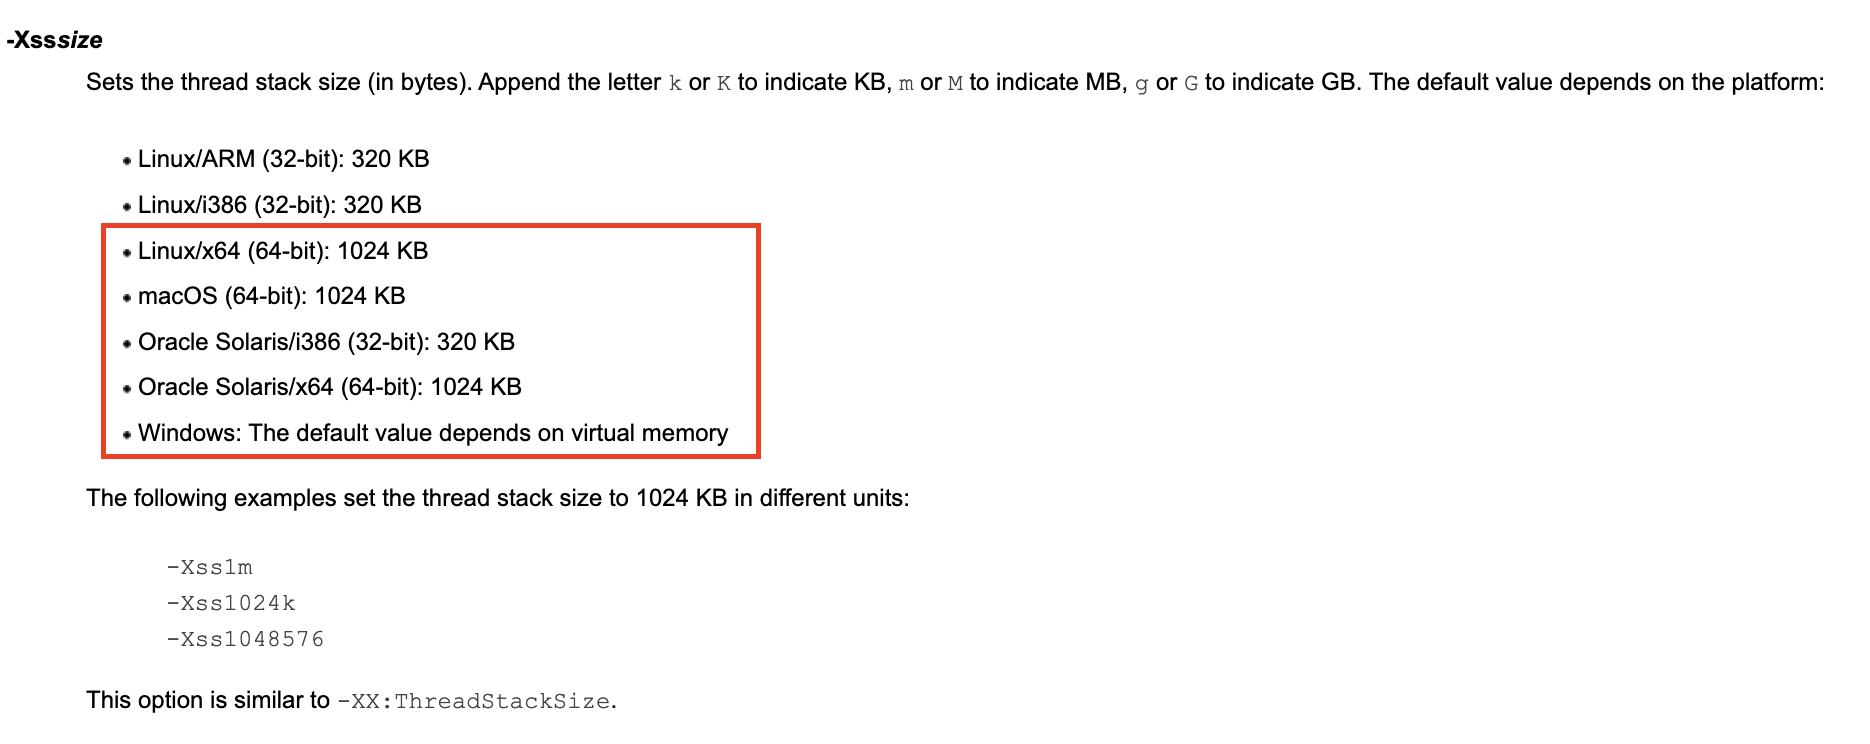 -Xsssize
Sets the thread stack size (in bytes). Append the letter k or K to indicate KB, m or M to indicate MB, g or G to indicate GB. The default value depends on the platform:
• Linux/ARM (32-bit): 320 KB
• Linux/i386 (32-bit): 320 KB
• Linux/x64 (64-bit): 1024 KB
• macOS (64-bit): 1024 KB
• Oracle Solaris/i386 (32-bit): 320 KB
• Oracle Solaris/x64 (64-bit): 1024 KB
• Windows: The default value depends on virtual memory
The following examples set the thread stack size to 1024 KB in different units:
-Xss1m
-Xss1024k
-Xss1048576
This option is similar to -XX:ThreadStackSize.